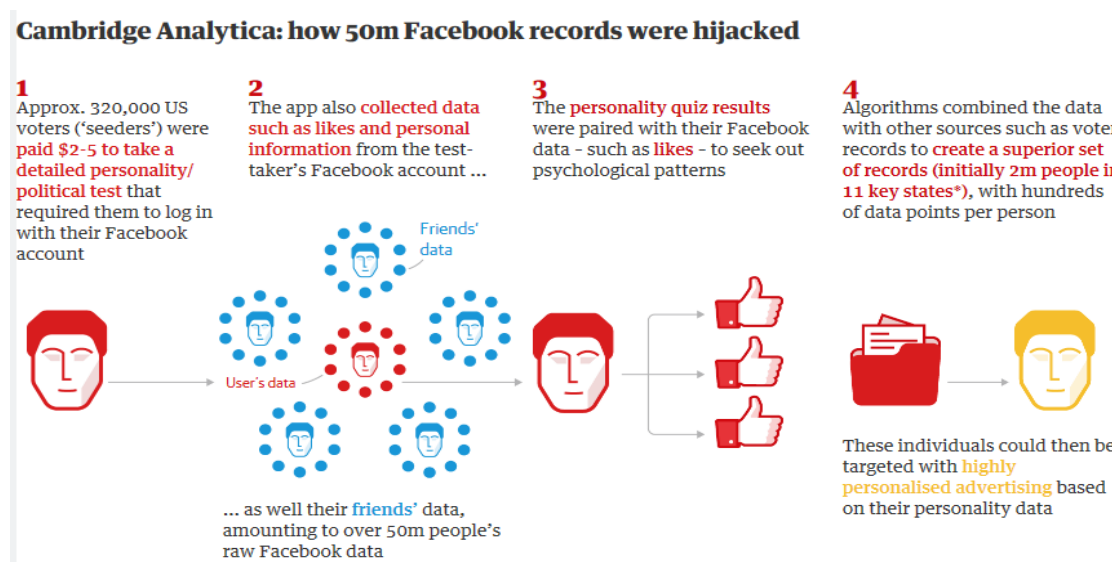 Cambridge Analytica: how 50m Facebook records were hijacked
1
Approx. 320,000 US
voters (‘seeders’) were
paid $2-5 to take a
detailed personality/
political test that
required them to log in
with their Facebook
account
2
The app also collected data
such as likes and personal
information from the test-
taker’s Facebook account ...
Friends’
data
User’s data
... as well their friends’ data,
amounting to over 50m people’s
raw Facebook data
3
The personality quiz results
were paired with their Facebook
data - such as likes - to seek out
psychological patterns
4
Algorithms combined the data
with other sources such as voter
records to create a superior set
of records (initially 2m people in
11 key states*), with hundreds
of data points per person
These individuals could then be
targeted with highly
personalised advertising based
on their personality data